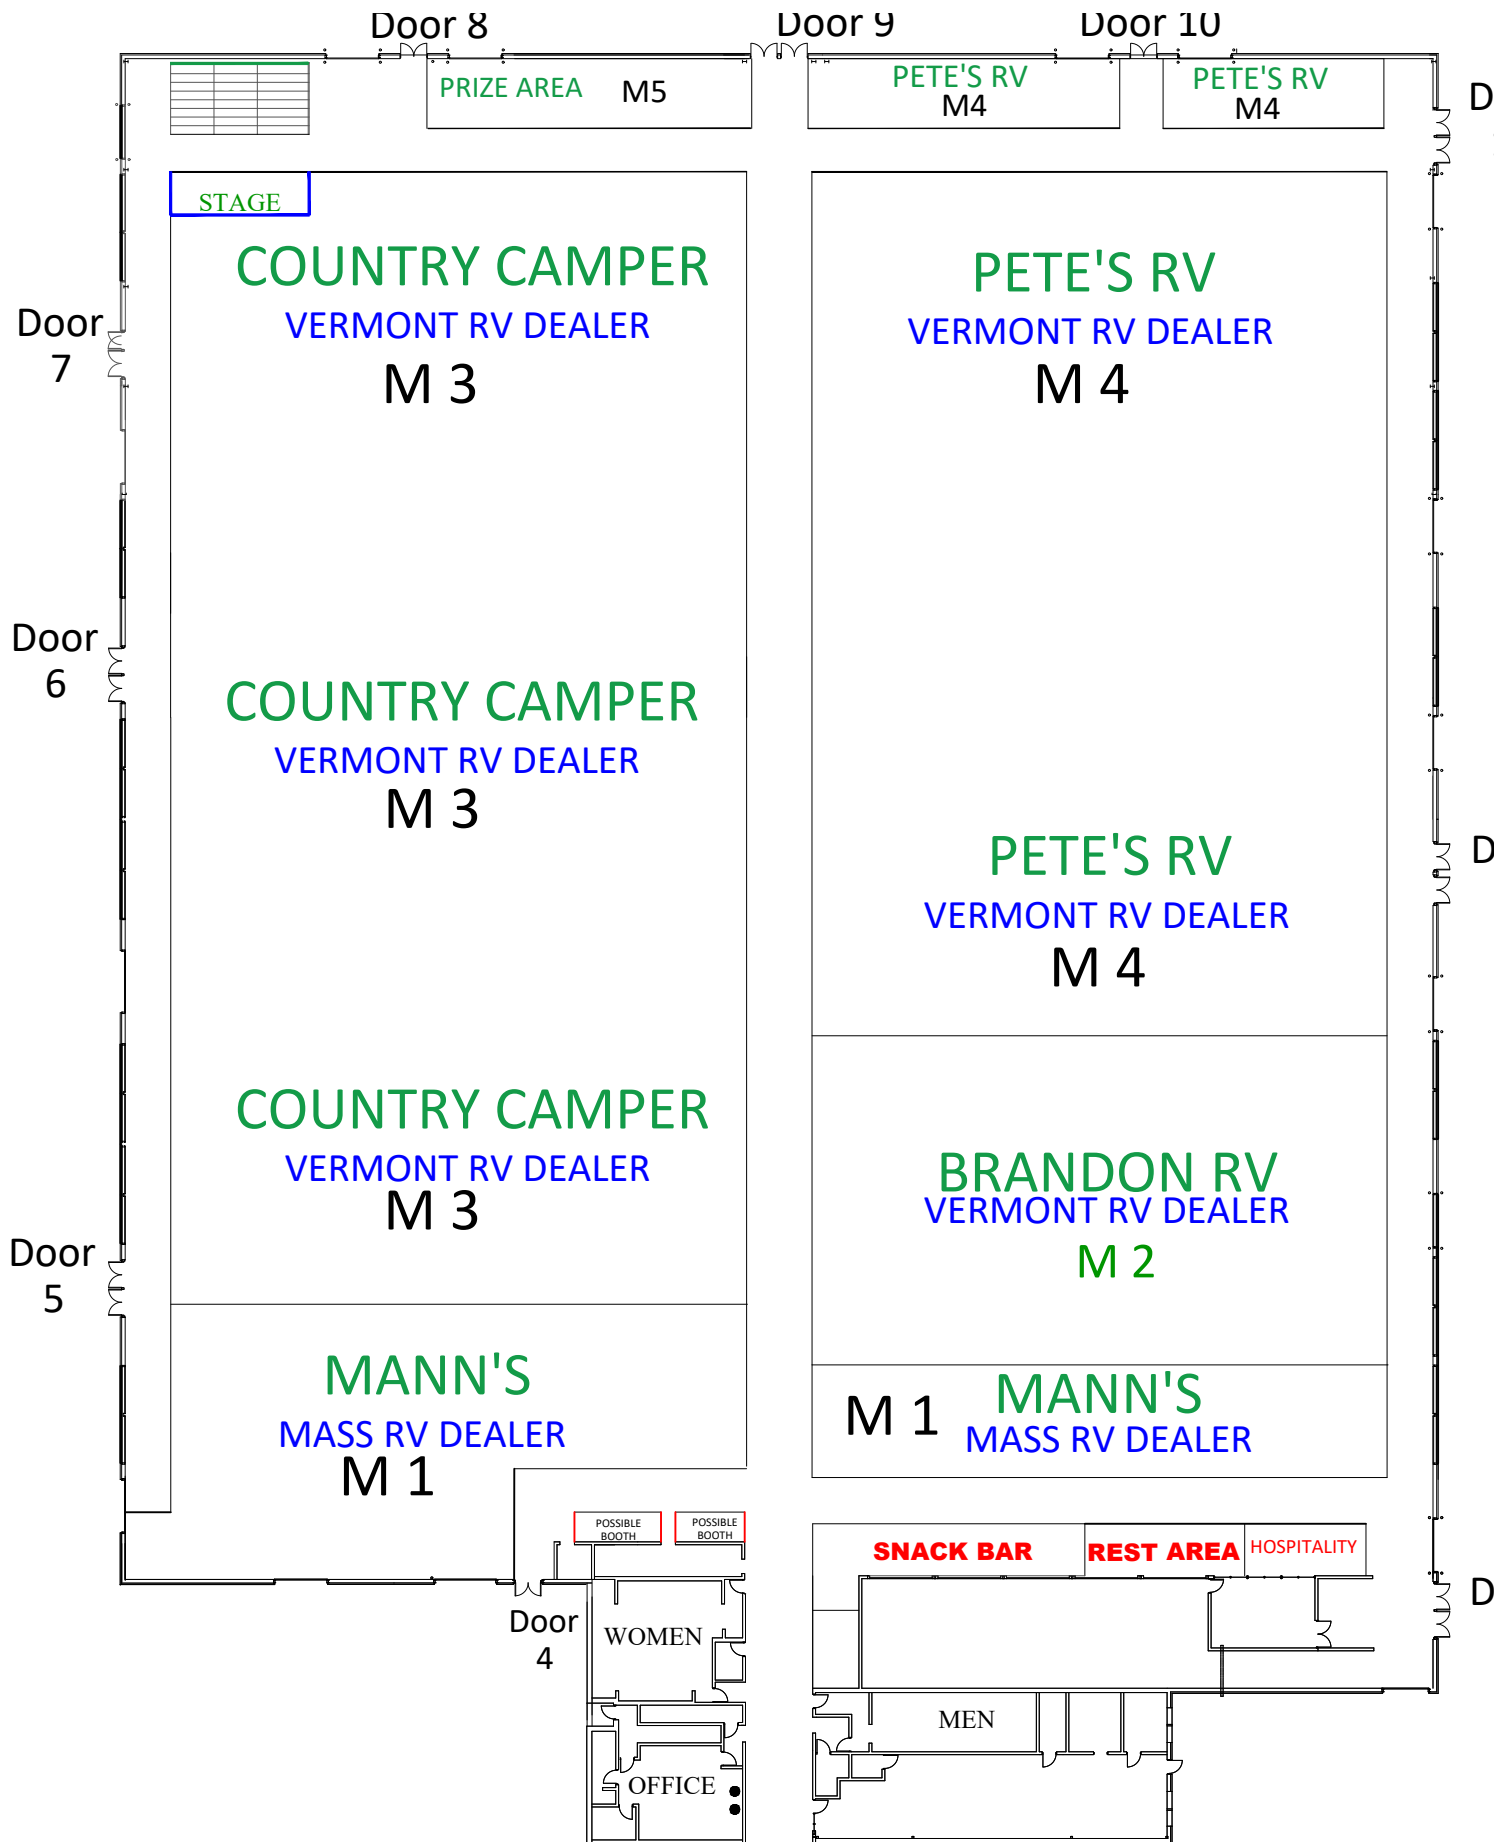 Door 8
Door 9
Door 10
PRIZE AREA M5
PETE'S RV
M4
PETE'S RV
M4
D
STAGE
COUNTRY CAMPER
VERMONT RV DEALER
M 3
PETE'S RV
VERMONT RV DEALER
M 4
Door
7
Door
6
COUNTRY CAMPER
VERMONT RV DEALER
M 3
PETE'S RV
VERMONT RV DEALER
M 4
D
COUNTRY CAMPER
VERMONT RV DEALER
M 3
BRANDON RV
VERMONT RV DEALER
M 2
Door
5
MANN'S
MASS RV DEALER
M 1
M 1
MANN'S
MASS RV DEALER
POSSIBLE
BOOTH
POSSIBLE
BOOTH
SNACK BAR
REST AREA
HOSPITALITY
D
Door
4
WOMEN
MEN
OFFICE